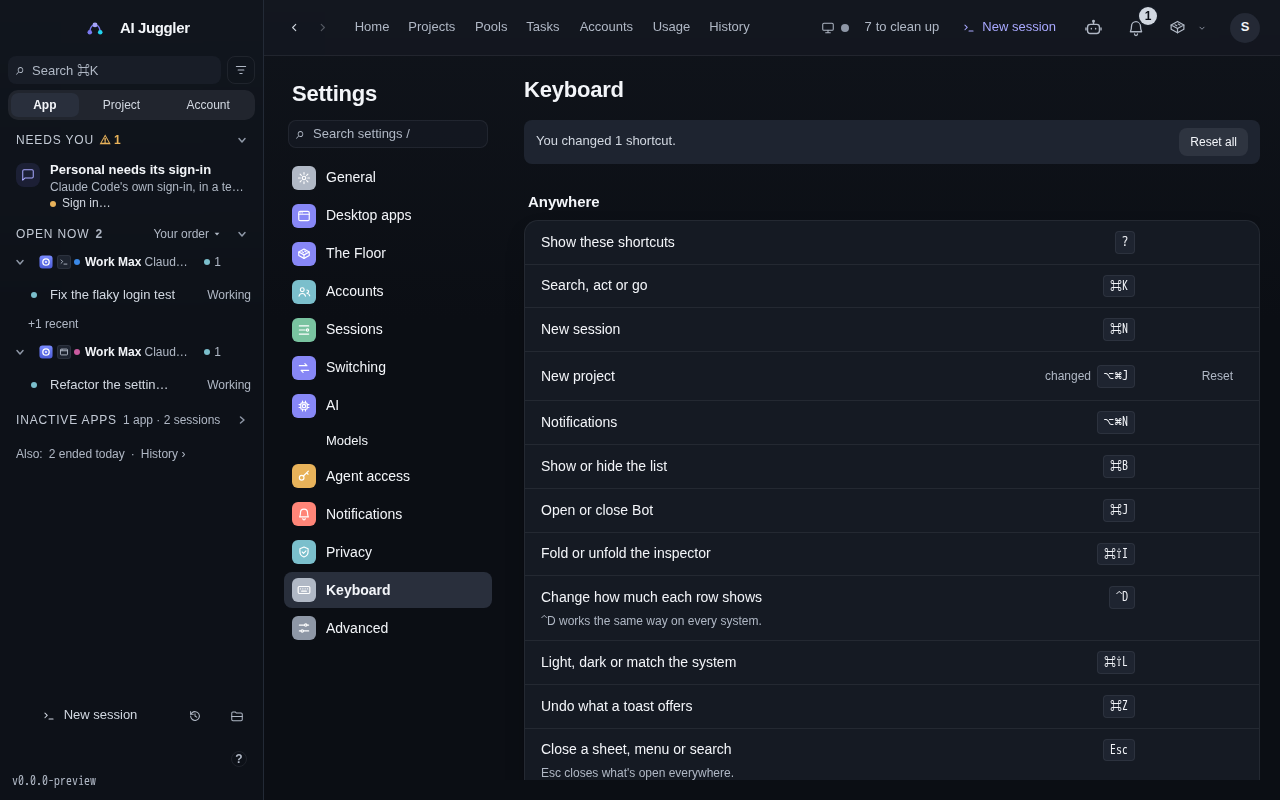 AI Juggler
Search ⌘K
App Project Account
NEEDS YOU 1
Personal needs its sign-in
Claude Code's own sign-in, in a te…
Sign in…
OPEN NOW 2 Your order
Work Max Claud… 1
Fix the flaky login test Working
+1 recent
Work Max Claud… 1
Refactor the settin… Working
INACTIVE APPS 1 app · 2 sessions
Also: 2 ended today · History ›
New session
?
v0.0.0-preview
Home Projects Pools Tasks Accounts Usage History
7 to clean up
New session
1
S
Settings
Search settings /
General
Desktop apps
The Floor
Accounts
Sessions
Switching
AI
Models
Agent access
Notifications
Privacy
Keyboard
Advanced
Keyboard
You changed 1 shortcut. Reset all
Anywhere
Show these shortcuts ?
Search, act or go ⌘K
New session ⌘N
New project changed ⌥⌘J Reset
Notifications ⌥⌘N
Show or hide the list ⌘B
Open or close Bot ⌘J
Fold or unfold the inspector ⌘⇧I
Change how much each row shows ^D
^D works the same way on every system.
Light, dark or match the system ⌘⇧L
Undo what a toast offers ⌘Z
Close a sheet, menu or search Esc
Esc closes what's open everywhere.